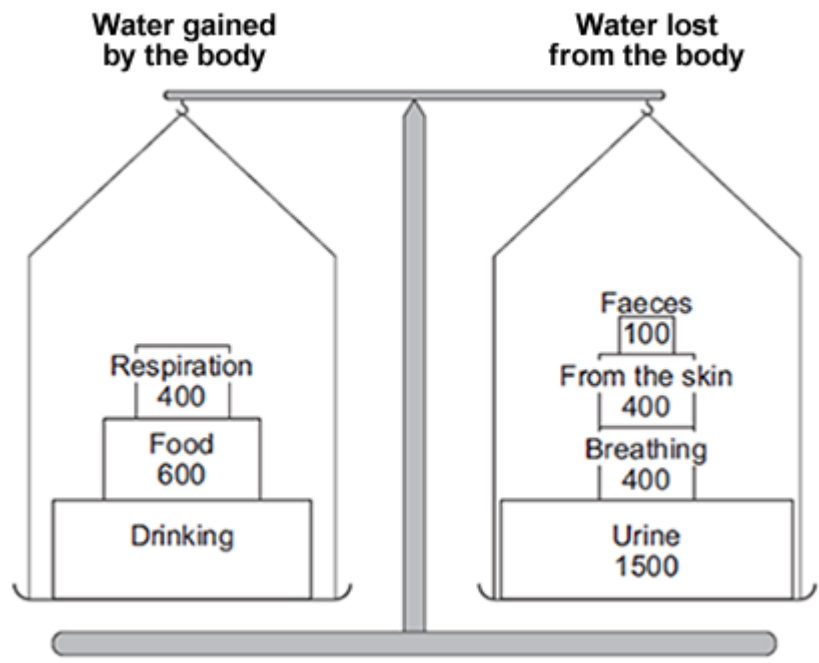 Water gained
by the body
Water lost
from the body
Respiration
400
Food
600
Drinking
Faeces
100
From the skin
400
Breathing
400
Urine
1500